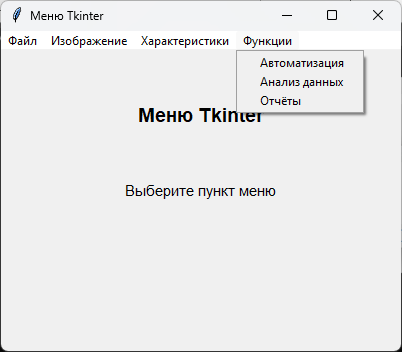 Меню Tkinter
Файл Изображение Характеристики Функции
Автоматизация
Анализ данных
Отчёты
Меню Tkinter
Выберите пункт меню